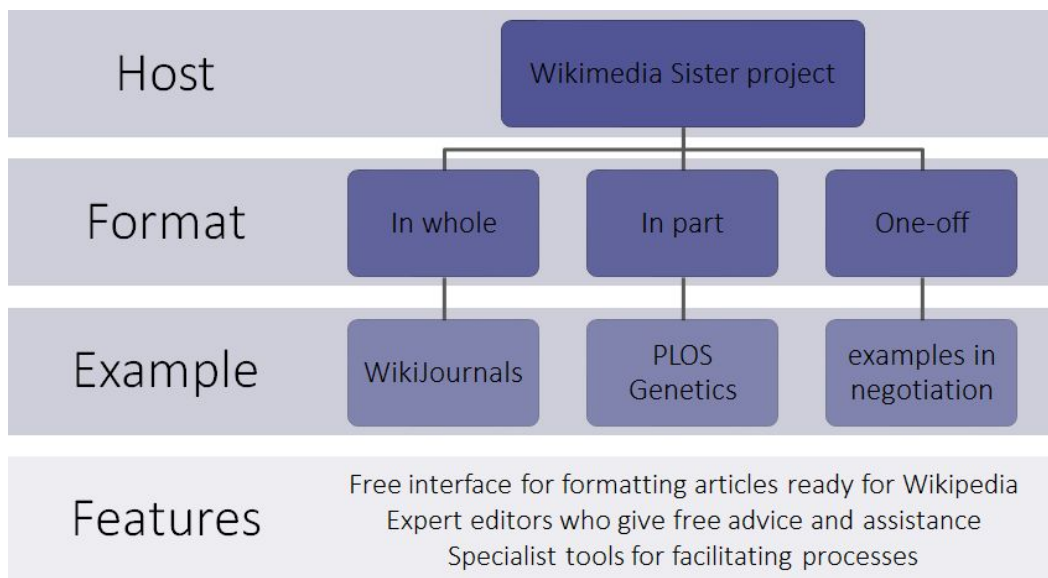 Host
Wikimedia Sister project
Format
In whole
In part
One-off
Example
WikiJournals
PLOS
Genetics
examples in
negotiation
Features
Free interface for formatting articles ready for Wikipedia
Expert editors who give free advice and assistance
Specialist tools for facilitating processes